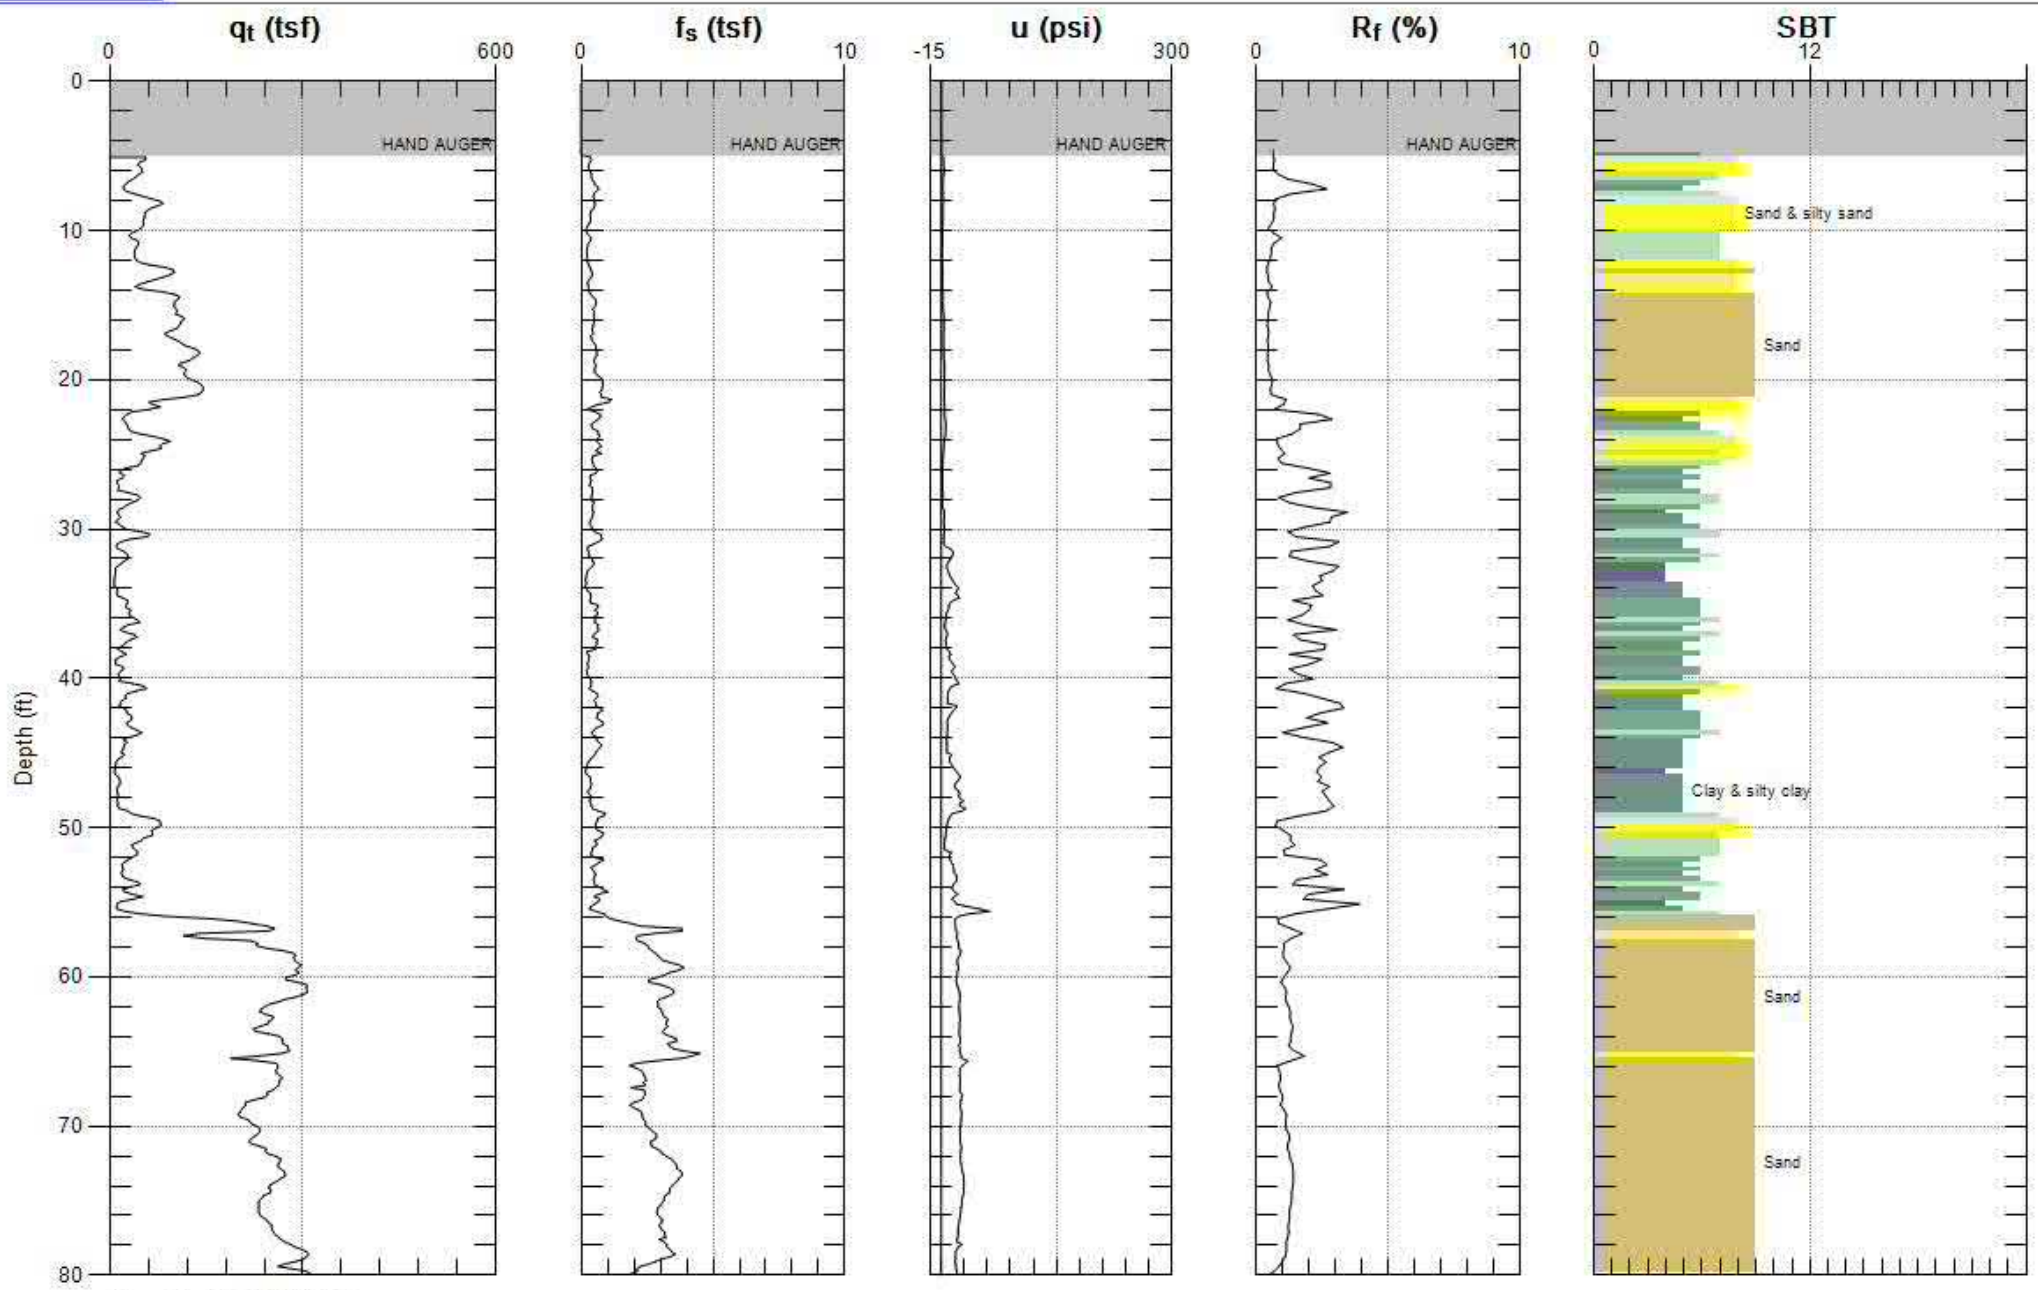 qt (tsf) fs (tsf) u (psi) Rf (%) SBT
0 600 0 10 -15 300 0 10 0 12
0
HAND AUGER HAND AUGER HAND AUGER HAND AUGER
Sand & silty sand
10
Sand
20
30
40
Depth (ft)
Clay & silty clay
50
60
Sand
70
Sand
80